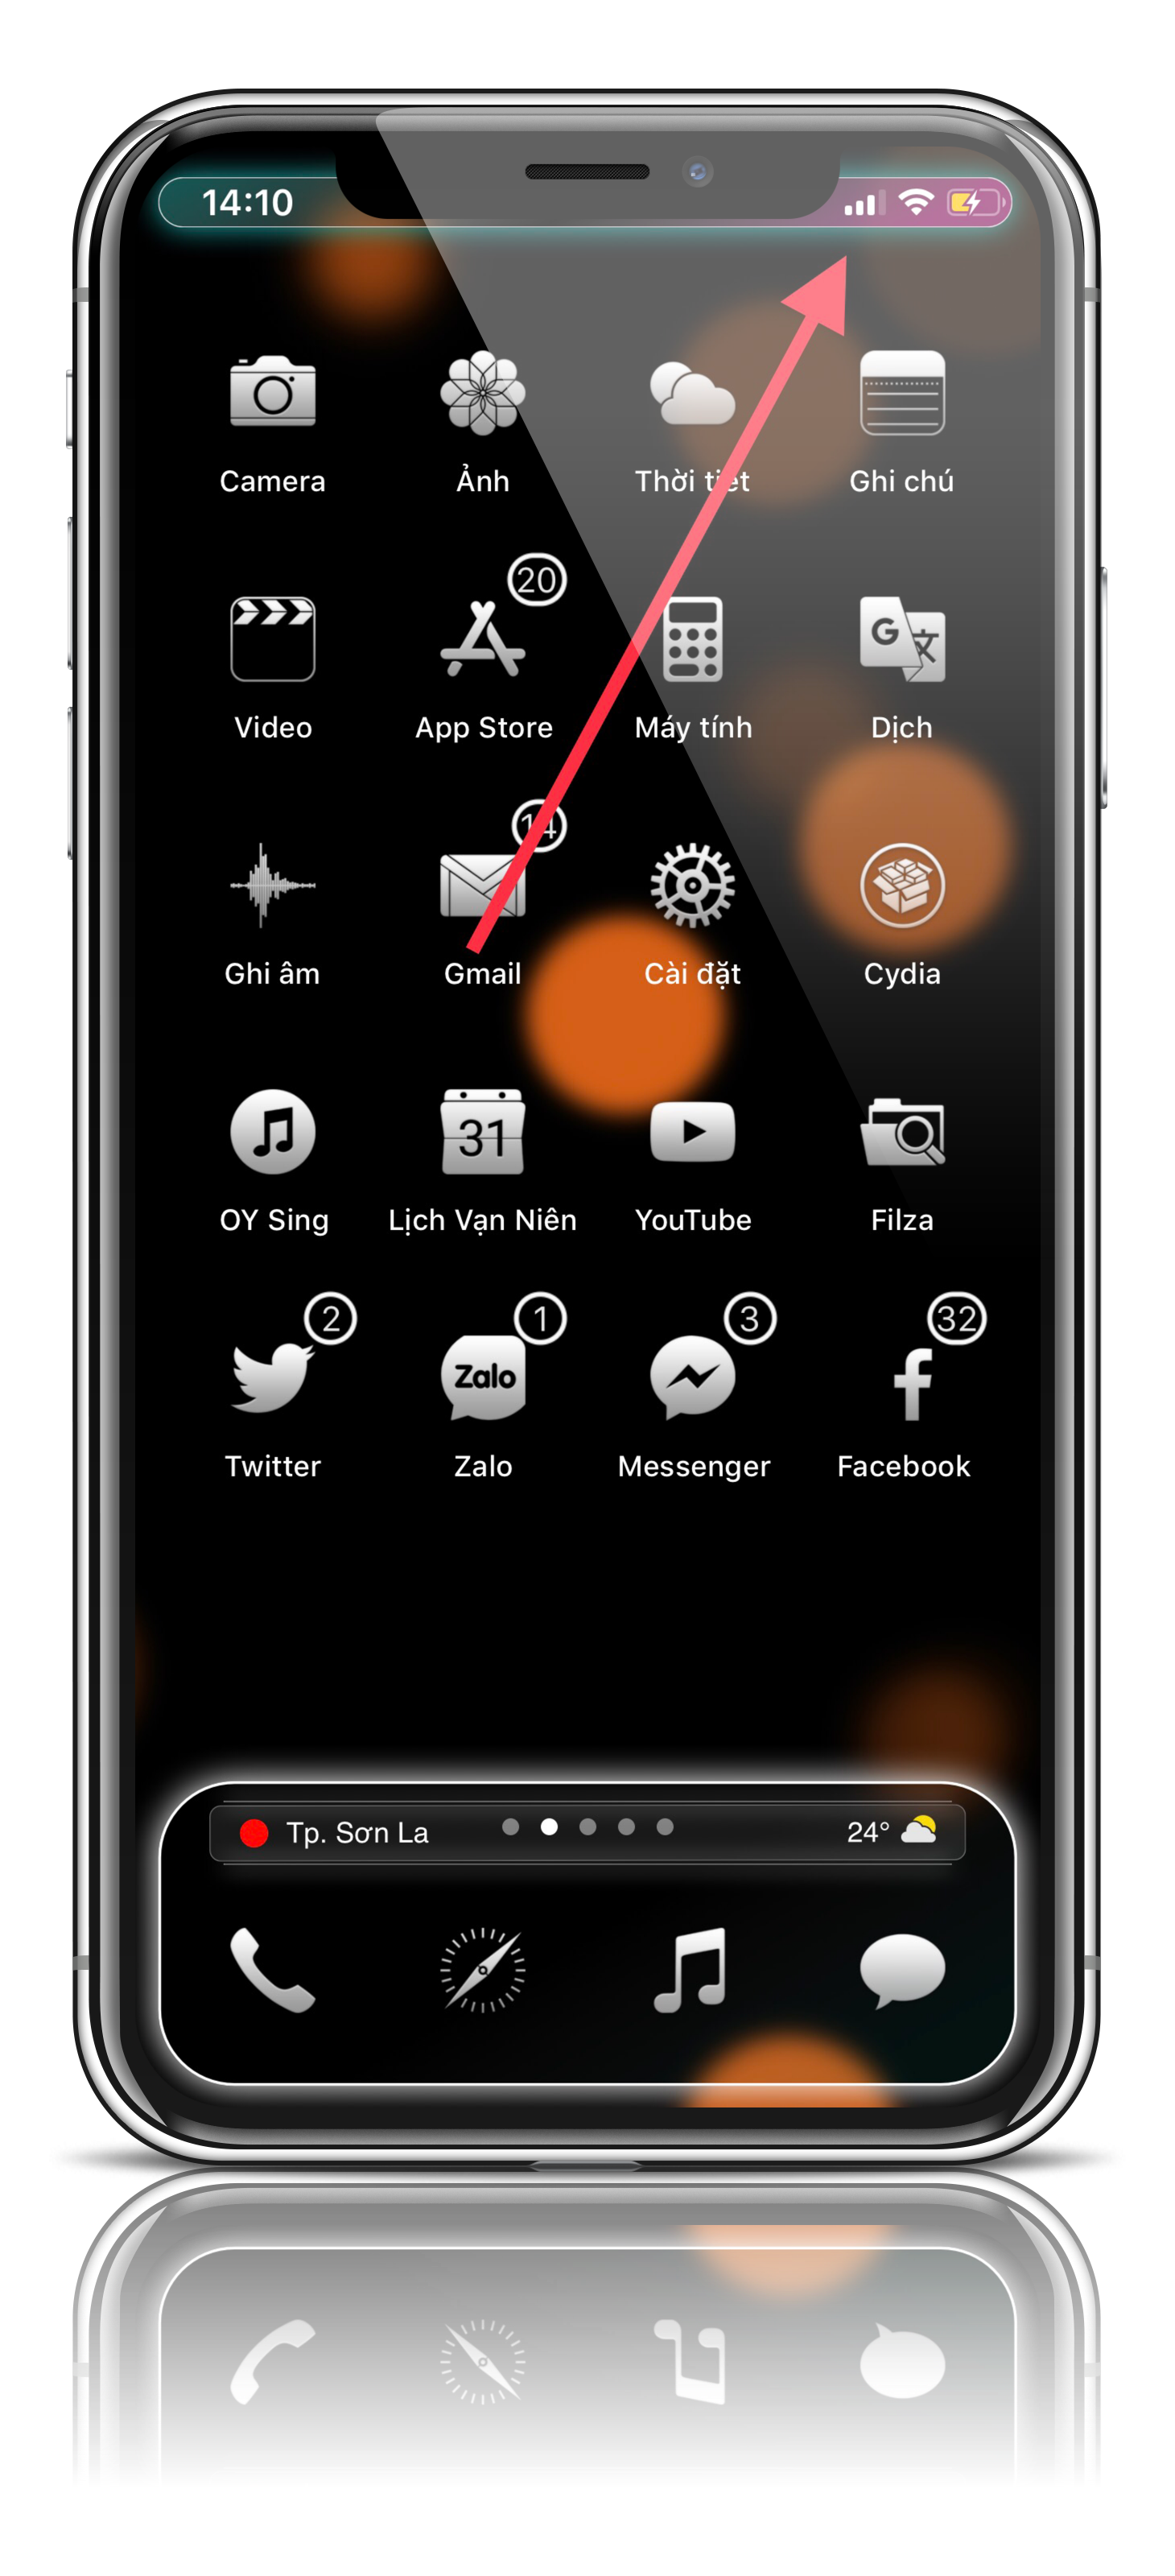 14:10
Camera
Ảnh
Thời tiết
Ghi chú
20
Video
App Store
Máy tính
G 文
Dịch
14
Ghi âm
Gmail
Cài đặt
Cydia
31
OY Sing
Lịch Vạn Niên
YouTube
Filza
2
1
3
32
Zalo
Twitter
Zalo
Messenger
Facebook
Tp. Sơn La
24°